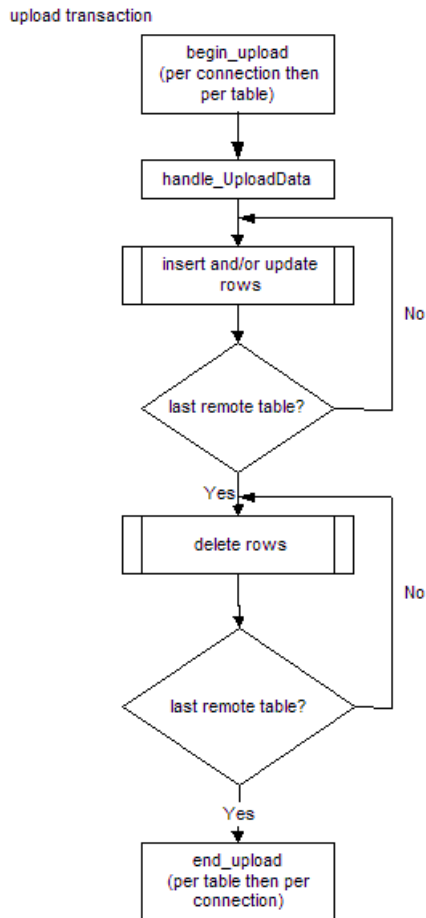 upload transaction
begin_upload
(per connection then
per table)
handle_UploadData
insert and/or update
rows
No
last remote table?
Yes
delete rows
No
last remote table?
Yes
end_upload
(per table then per
connection)